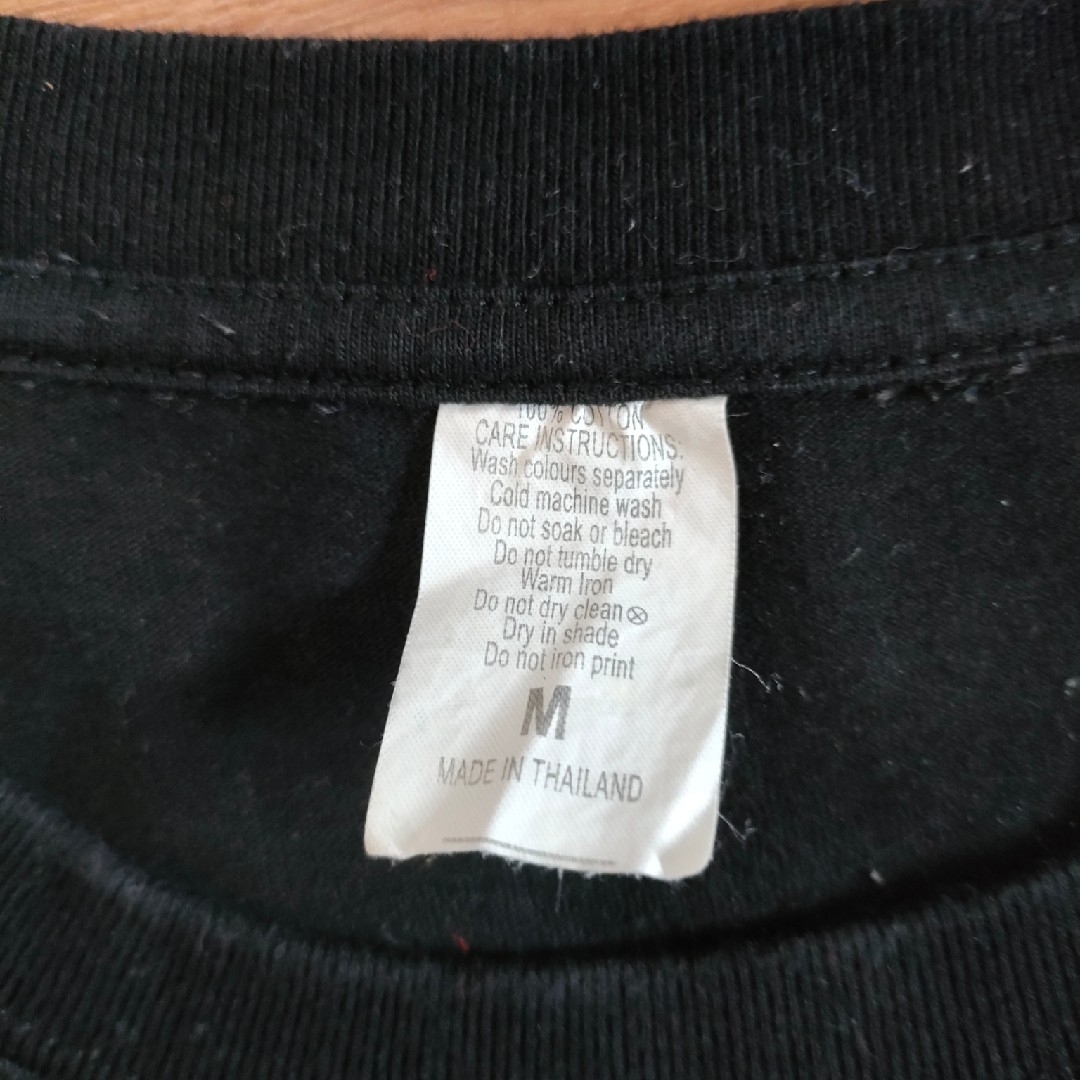 100% COTTON
CARE INSTRUCTIONS:
Wash colours separately
Cold machine wash
Do not soak or bleach
Do not tumble dry
Warm Iron
Do not dry clean ⊗
Dry in shade
Do not iron print
M
MADE IN THAILAND